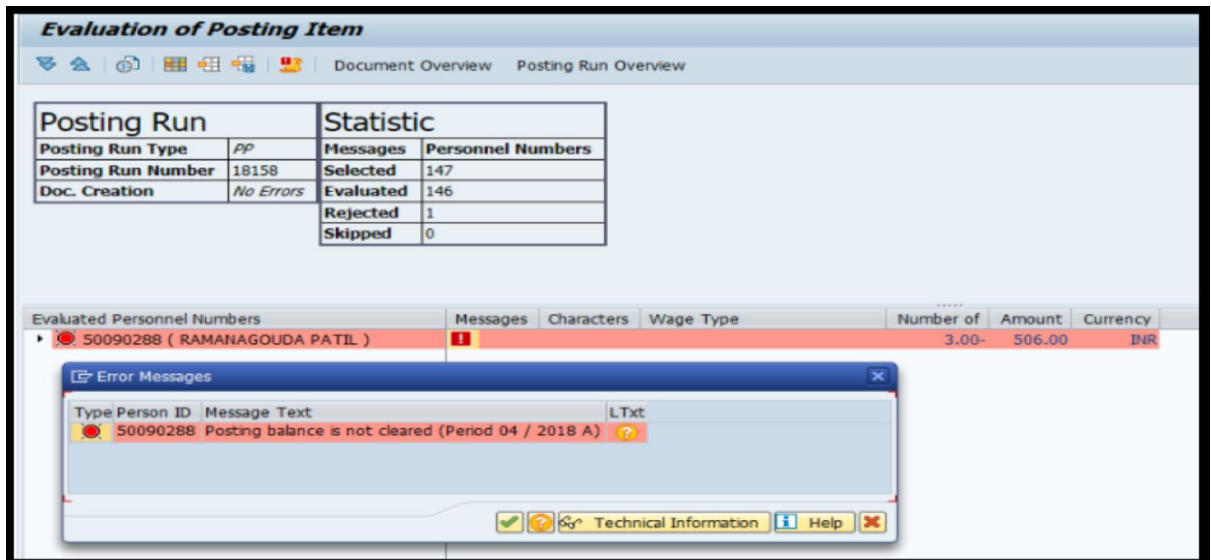 Evaluation of Posting Item
Document Overview Posting Run Overview
Posting Run Statistic
Posting Run Type PP Messages Personnel Numbers
Posting Run Number 18158 Selected 147
Doc. Creation No Errors Evaluated 146
Rejected 1
Skipped 0
Evaluated Personnel Numbers Messages Characters Wage Type Number of Amount Currency
50090288 ( RAMANAGOUDA PATIL ) 3.00- 506.00 INR
Error Messages
Type Person ID Message Text LTxt
50090288 Posting balance is not cleared (Period 04 / 2018 A)
Technical Information Help